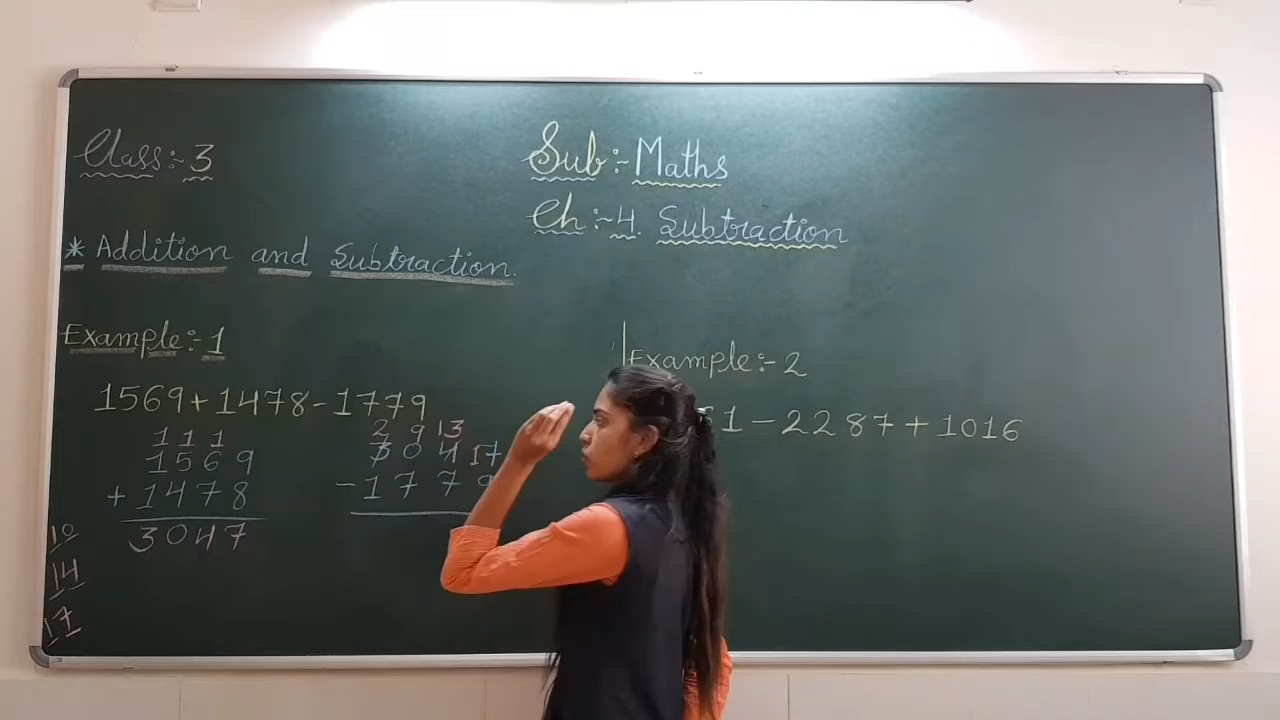 Class:- 3
Sub:- Maths
Ch:-4. Subtraction
* Addition and Subtraction.
Example:- 1
1569+1478-1779
1 1 1
1569
+ 1478
3047
2 9 13
3 0 4 17
- 1 7 7 9
10
14
17
Example:- 2
1 - 2287 + 1016